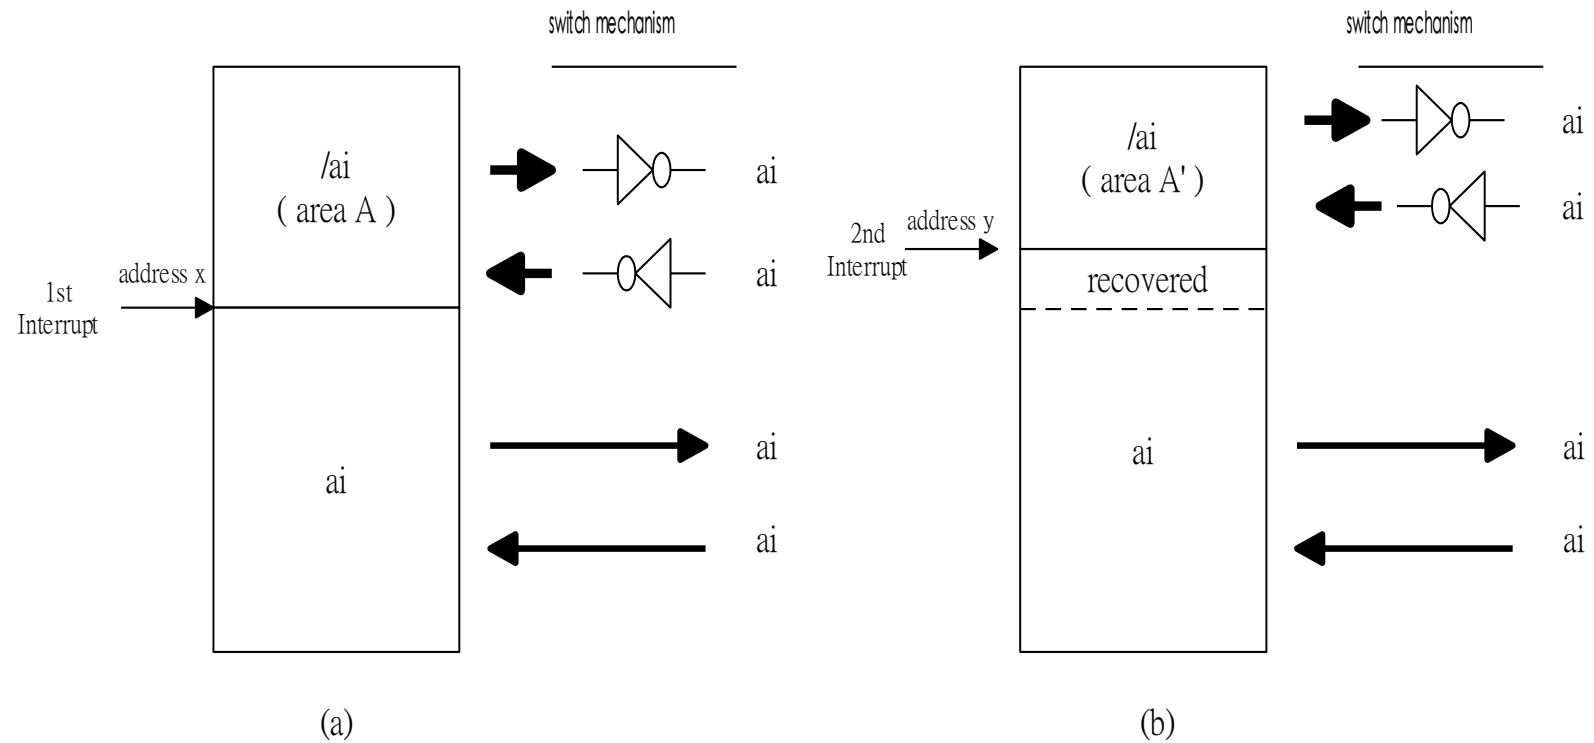 switch mechanism
/ai
( area A )
ai
ai
1st
Interrupt
address x
ai
ai
ai
(a)
switch mechanism
/ai
( area A' )
ai
ai
2nd
Interrupt
address y
recovered
ai
ai
ai
(b)